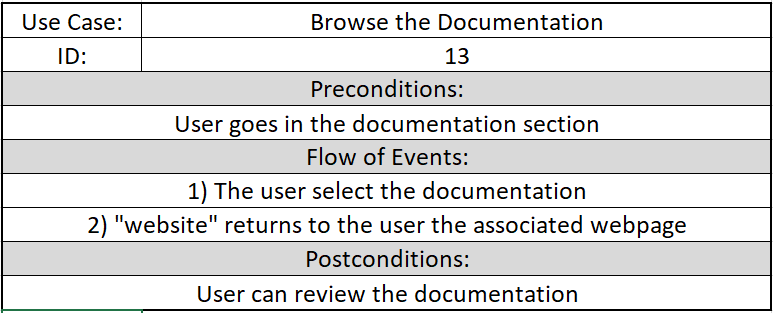 Use Case: Browse the Documentation
ID: 13
Preconditions:
User goes in the documentation section
Flow of Events:
1) The user select the documentation
2) "website" returns to the user the associated webpage
Postconditions:
User can review the documentation